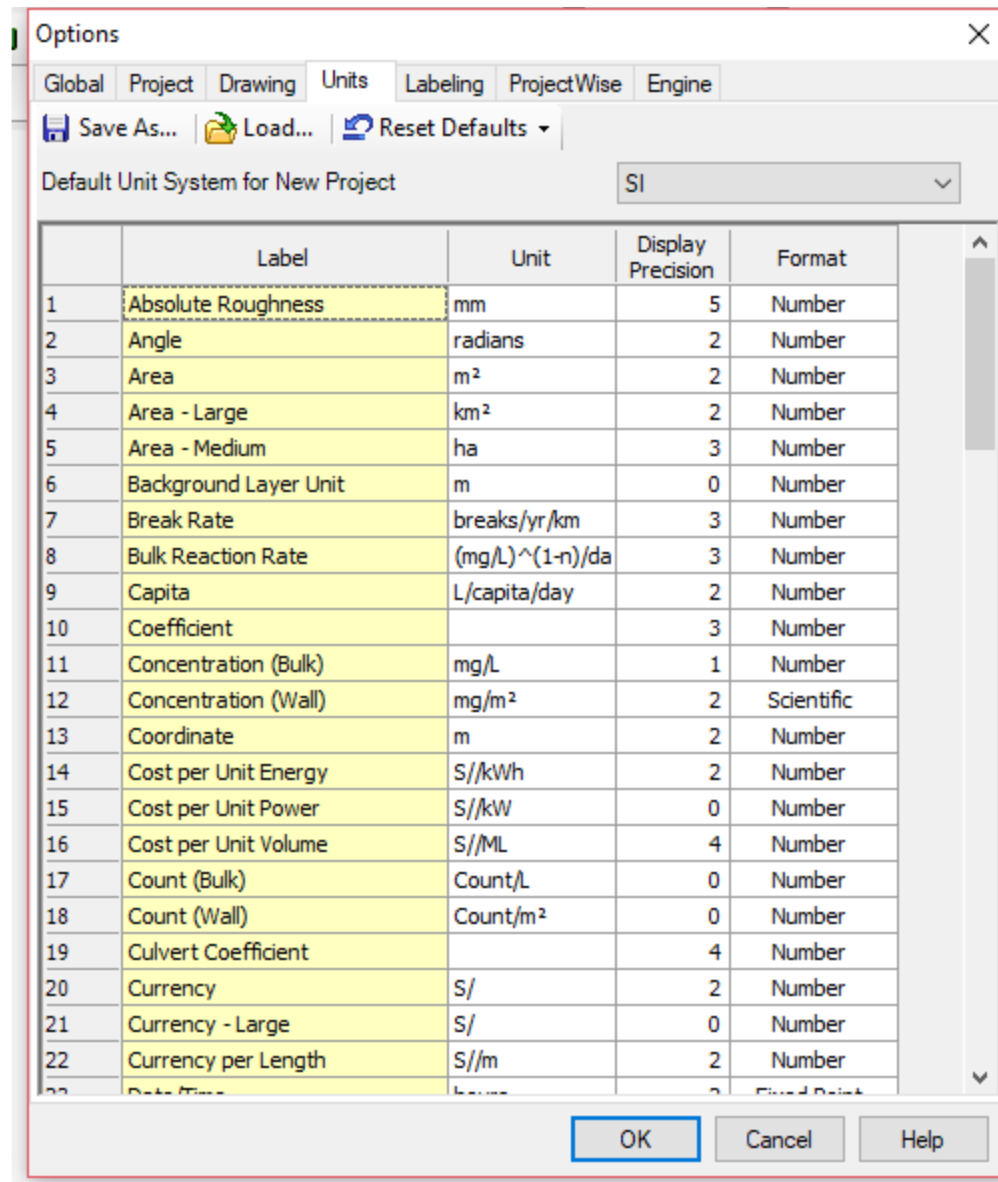 Options
Global Project Drawing Units Labeling ProjectWise Engine
Save As... Load... Reset Defaults
Default Unit System for New Project SI
Label Unit Display Precision Format
1 Absolute Roughness mm 5 Number
2 Angle radians 2 Number
3 Area m² 2 Number
4 Area - Large km² 2 Number
5 Area - Medium ha 3 Number
6 Background Layer Unit m 0 Number
7 Break Rate breaks/yr/km 3 Number
8 Bulk Reaction Rate (mg/L)^(1-n)/da 3 Number
9 Capita L/capita/day 2 Number
10 Coefficient 3 Number
11 Concentration (Bulk) mg/L 1 Number
12 Concentration (Wall) mg/m² 2 Scientific
13 Coordinate m 2 Number
14 Cost per Unit Energy S//kWh 2 Number
15 Cost per Unit Power S//kW 0 Number
16 Cost per Unit Volume S//ML 4 Number
17 Count (Bulk) Count/L 0 Number
18 Count (Wall) Count/m² 0 Number
19 Culvert Coefficient 4 Number
20 Currency S/ 2 Number
21 Currency - Large S/ 0 Number
22 Currency per Length S//m 2 Number
OK Cancel Help